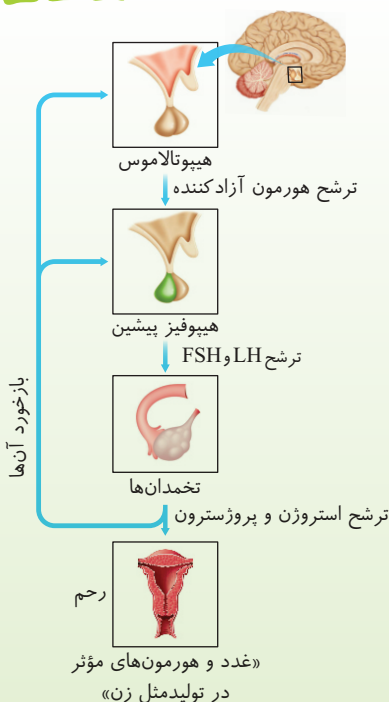 هیپوتالاموس
ترشح هورمون آزادکننده
هیپوفیز پیشین
ترشح LH و FSH
تخمدان‌ها
ترشح استروژن و پروژسترون
بازخورد آن‌ها
رحم
«غدد و هورمون‌های مؤثر
در تولیدمثل زن»